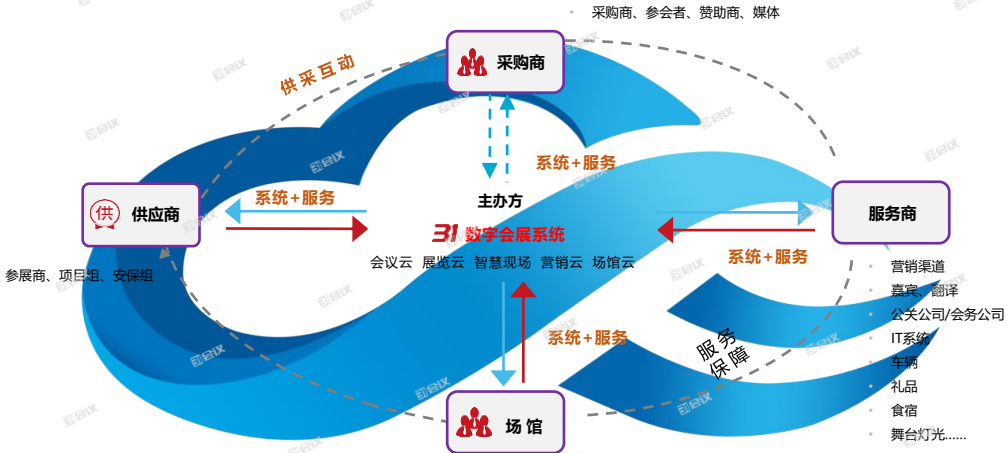 采购商、参会者、赞助商、媒体
采购商
供采互动
系统+服务
供应商
系统+服务
主办方
服务商
31 数字会展系统
系统+服务
会议云 展览云 智慧现场 营销云 场馆云
参展商、项目组、安保组
营销渠道
嘉宾、翻译
公关公司/会务公司
IT系统
车辆
礼品
食宿
舞台灯光......
系统+服务
服务
保障
场馆
31会议